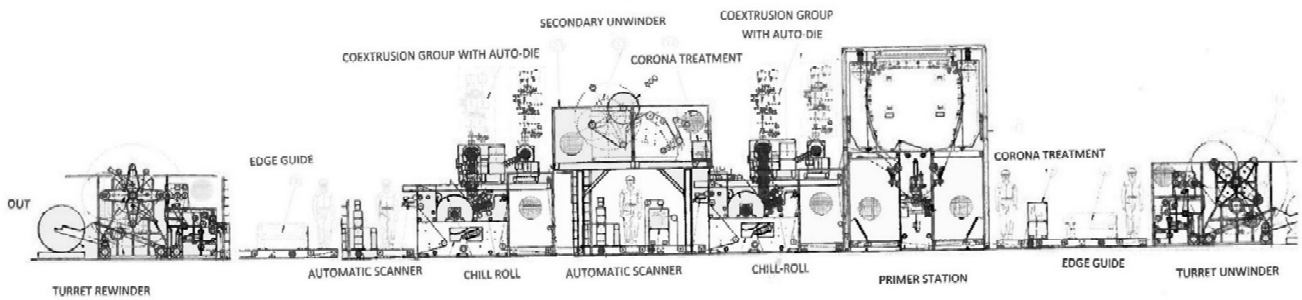 SECONDARY UNWINDER
COEXTRUSION GROUP
WITH AUTO-DIE
COEXTRUSION GROUP WITH AUTO-DIE
CORONA TREATMENT
EDGE GUIDE
CORONA TREATMENT
OUT
AUTOMATIC SCANNER
CHILL ROLL
AUTOMATIC SCANNER
CHILL-ROLL
PRIMER STATION
EDGE GUIDE
TURRET UNWINDER
TURRET REWINDER